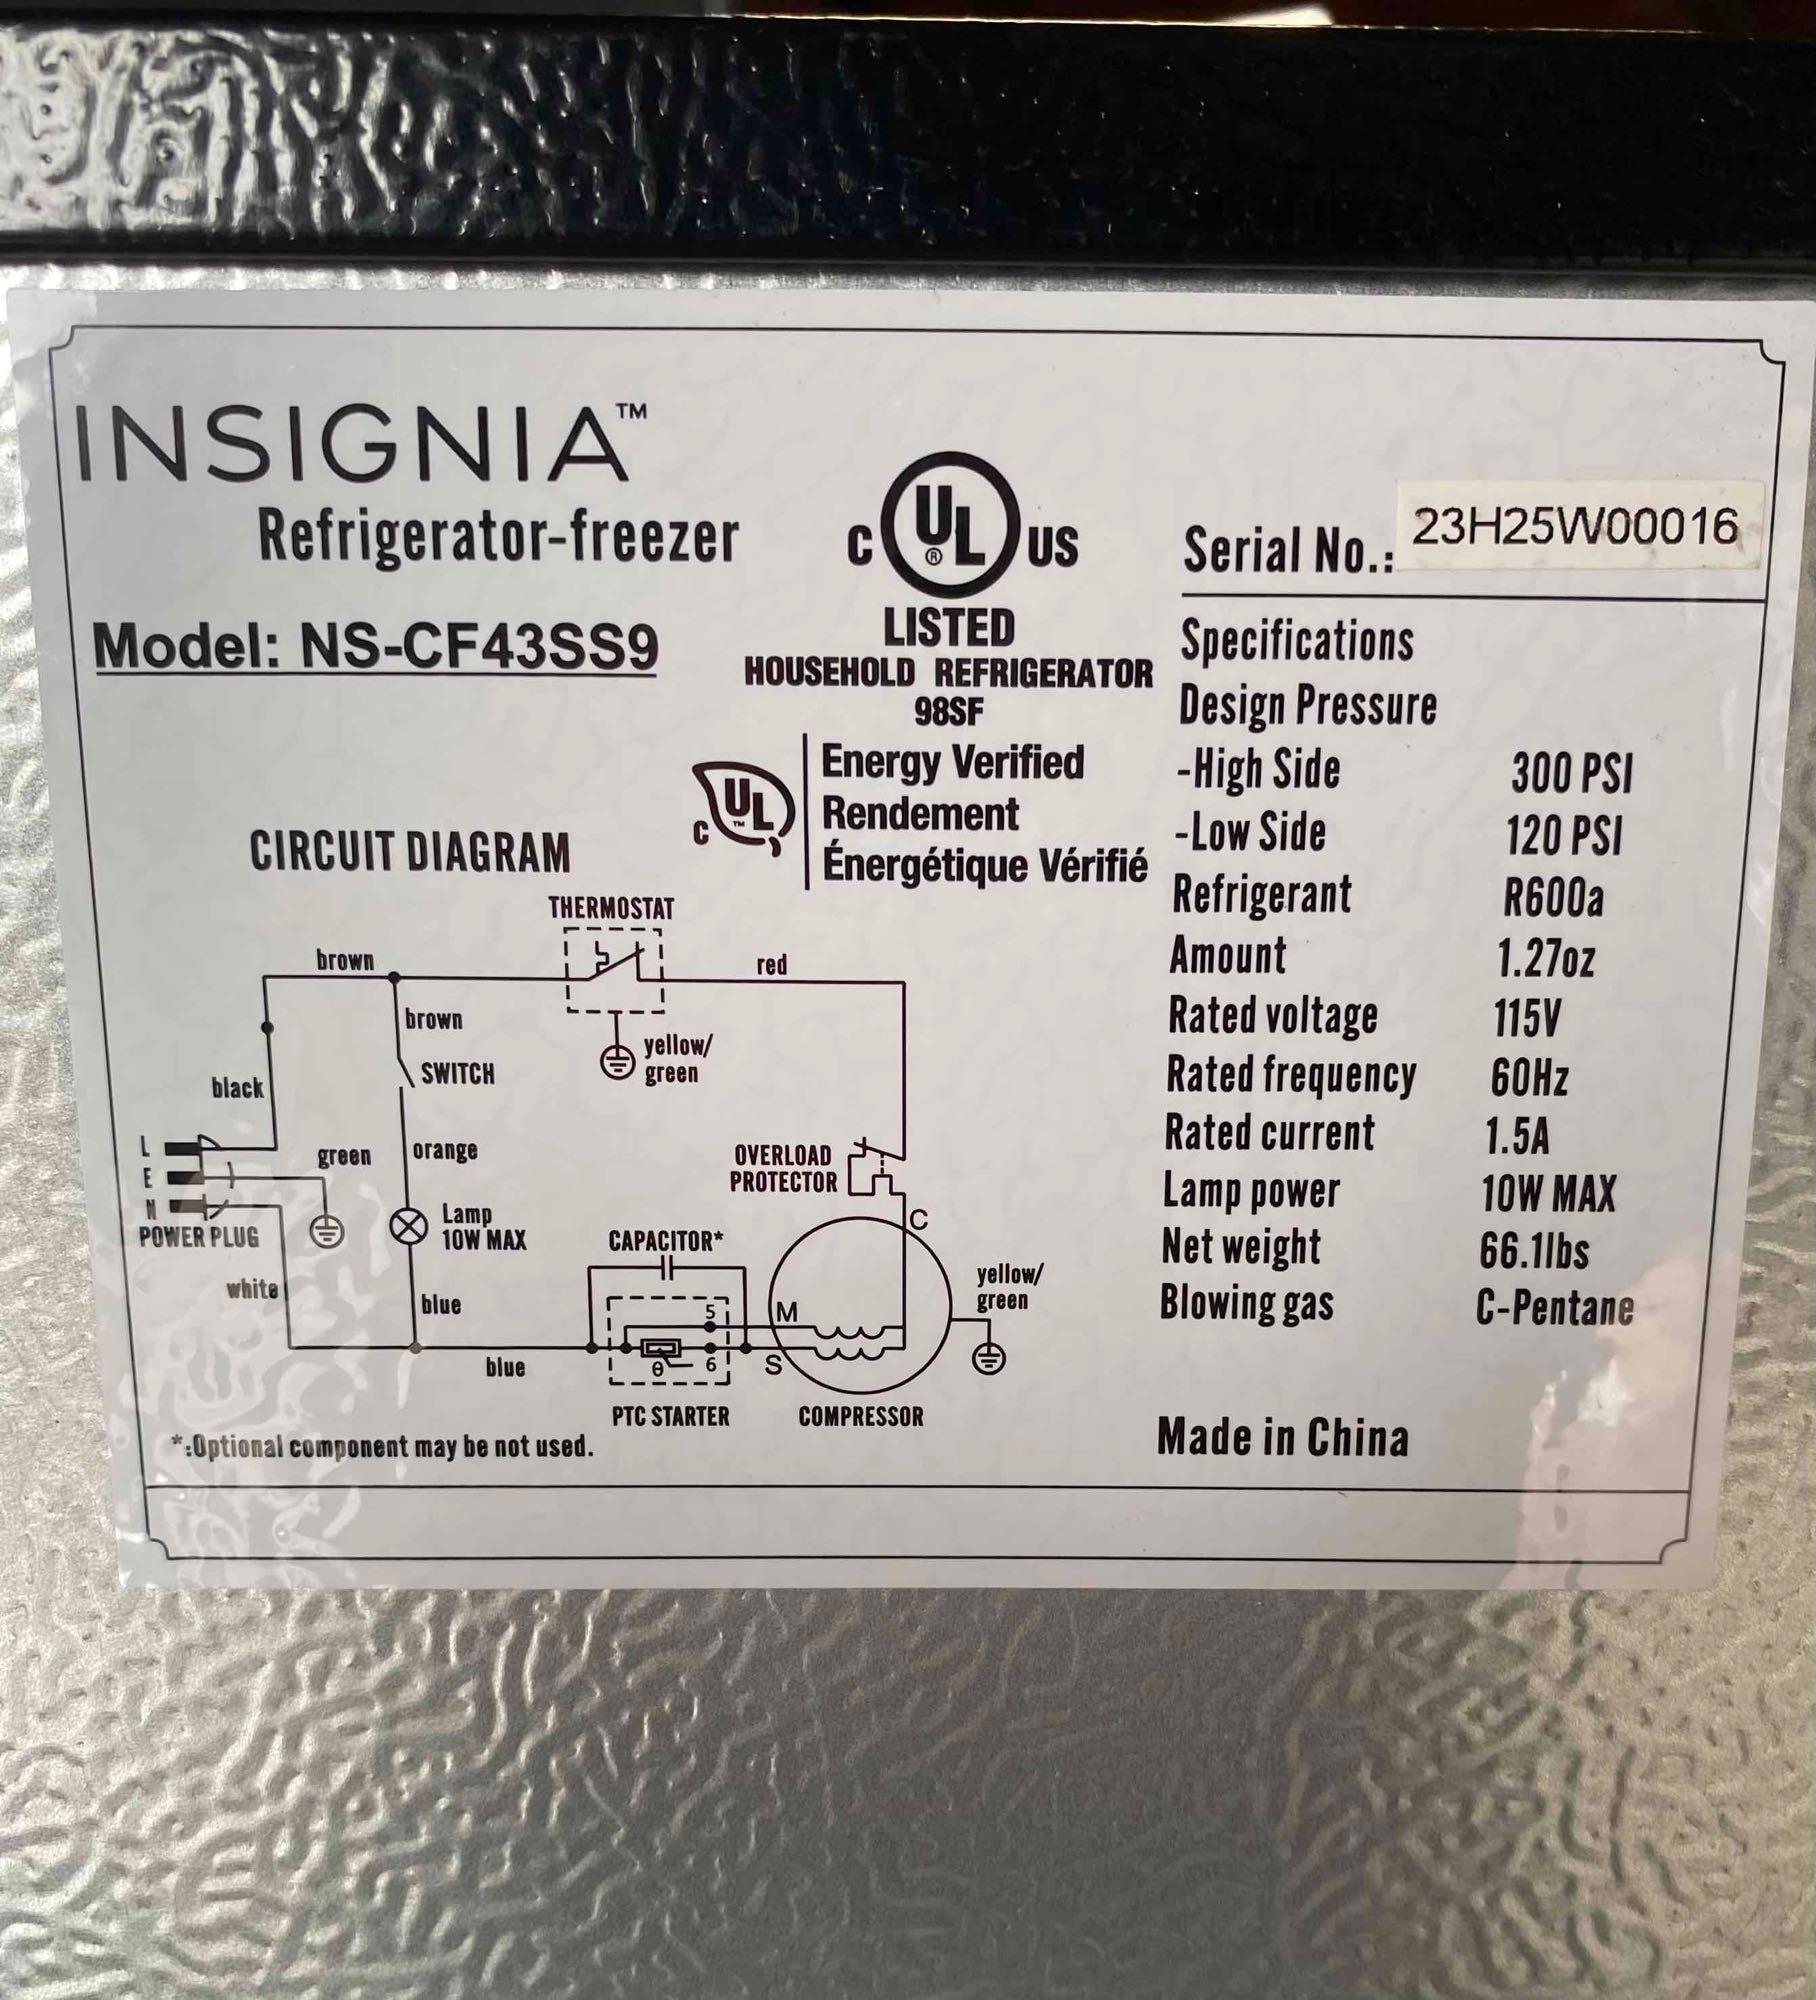 INSIGNIA™
Refrigerator-freezer
Model: NS-CF43SS9
C UL ® US
LISTED
HOUSEHOLD REFRIGERATOR
98SF
C UL ™
Energy Verified
Rendement
Énergétique Vérifié
Serial No.: 23H25W00016
Specifications
Design Pressure
-High Side 300 PSI
-Low Side 120 PSI
Refrigerant R600a
Amount 1.27oz
Rated voltage 115V
Rated frequency 60Hz
Rated current 1.5A
Lamp power 10W MAX
Net weight 66.1lbs
Blowing gas C-Pentane
Made in China
CIRCUIT DIAGRAM
THERMOSTAT
brown
red
brown
yellow/
green
SWITCH
black
L
E
N
POWER PLUG
green
orange
OVERLOAD
PROTECTOR
Lamp
10W MAX
CAPACITOR*
C
white
blue
5
M
yellow/
green
blue
θ
6
S
PTC STARTER
COMPRESSOR
*:Optional component may be not used.